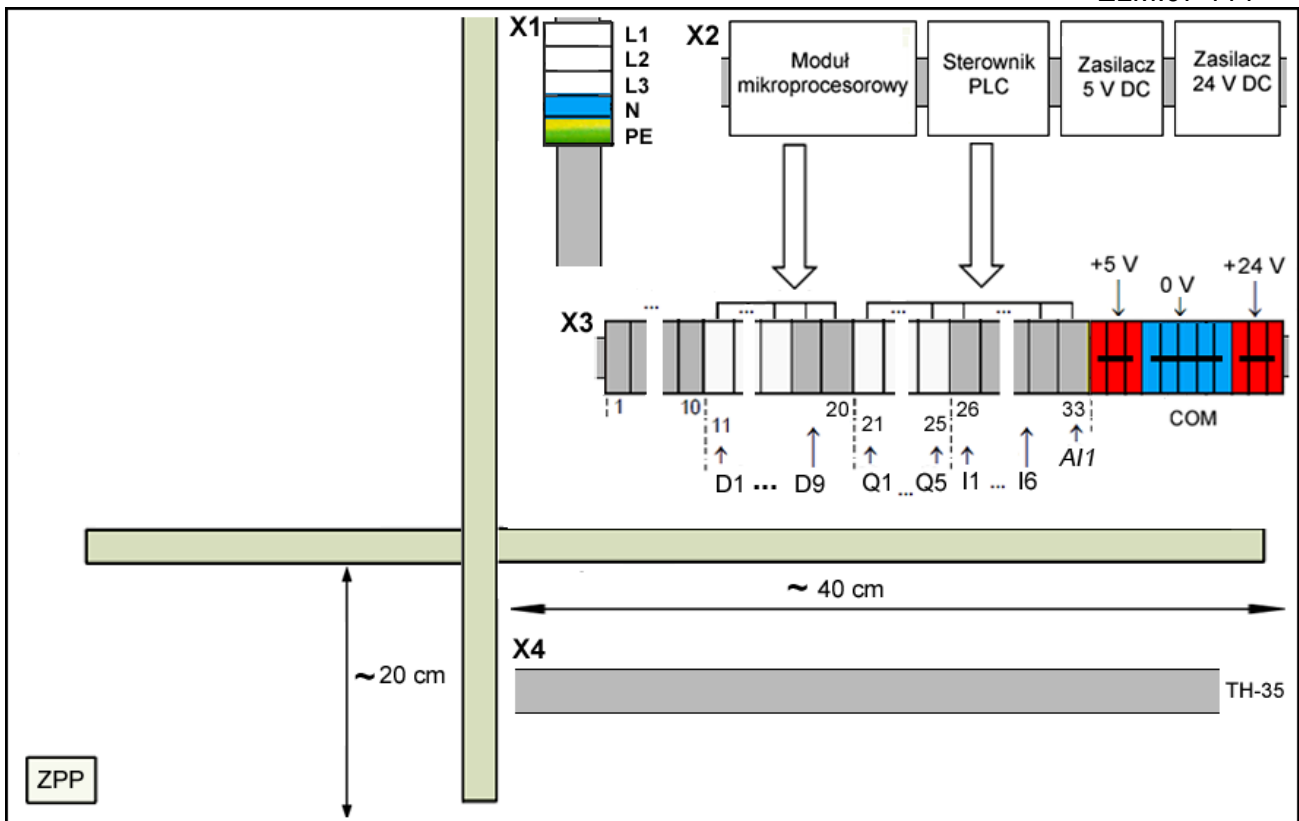 X1
L1
L2
L3
N
PE
X2
Moduł
mikroprocesorowy
Sterownik
PLC
Zasilacz
5 V DC
Zasilacz
24 V DC
+5 V
0 V
+24 V
X3
...
...
...
...
1
10
11
20
21
25
26
33
COM
D1 ... D9
Q1 ... Q5
I1 ... I6
AI1
~ 40 cm
X4
~ 20 cm
TH-35
ZPP